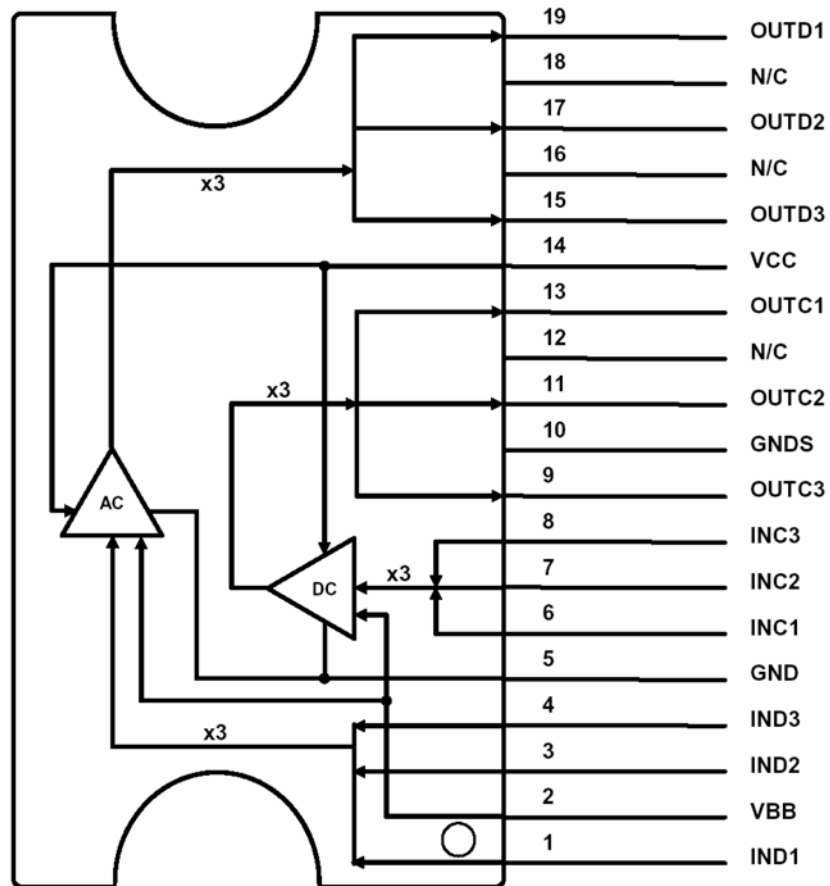 19 OUTD1
18 N/C
17 OUTD2
x3
16 N/C
15 OUTD3
14 VCC
13 OUTC1
12 N/C
x3
11 OUTC2
10 GNDS
9 OUTC3
AC
8 INC3
DC
x3
7 INC2
6 INC1
5 GND
4 IND3
x3
3 IND2
2 VBB
1 IND1